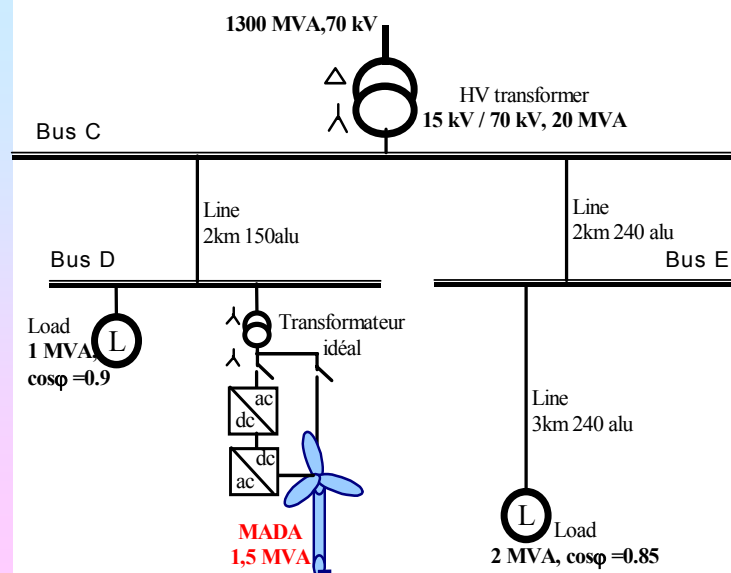 1300 MVA,70 kV
HV transformer
15 kV / 70 kV, 20 MVA
Bus C
Line
2km 150alu
Line
2km 240 alu
Bus D
Bus E
Load
1 MVA,
cosφ =0.9
L
Transformateur
idéal
ac
dc
dc
ac
Line
3km 240 alu
MADA
1,5 MVA
L
Load
2 MVA, cosφ=0.85